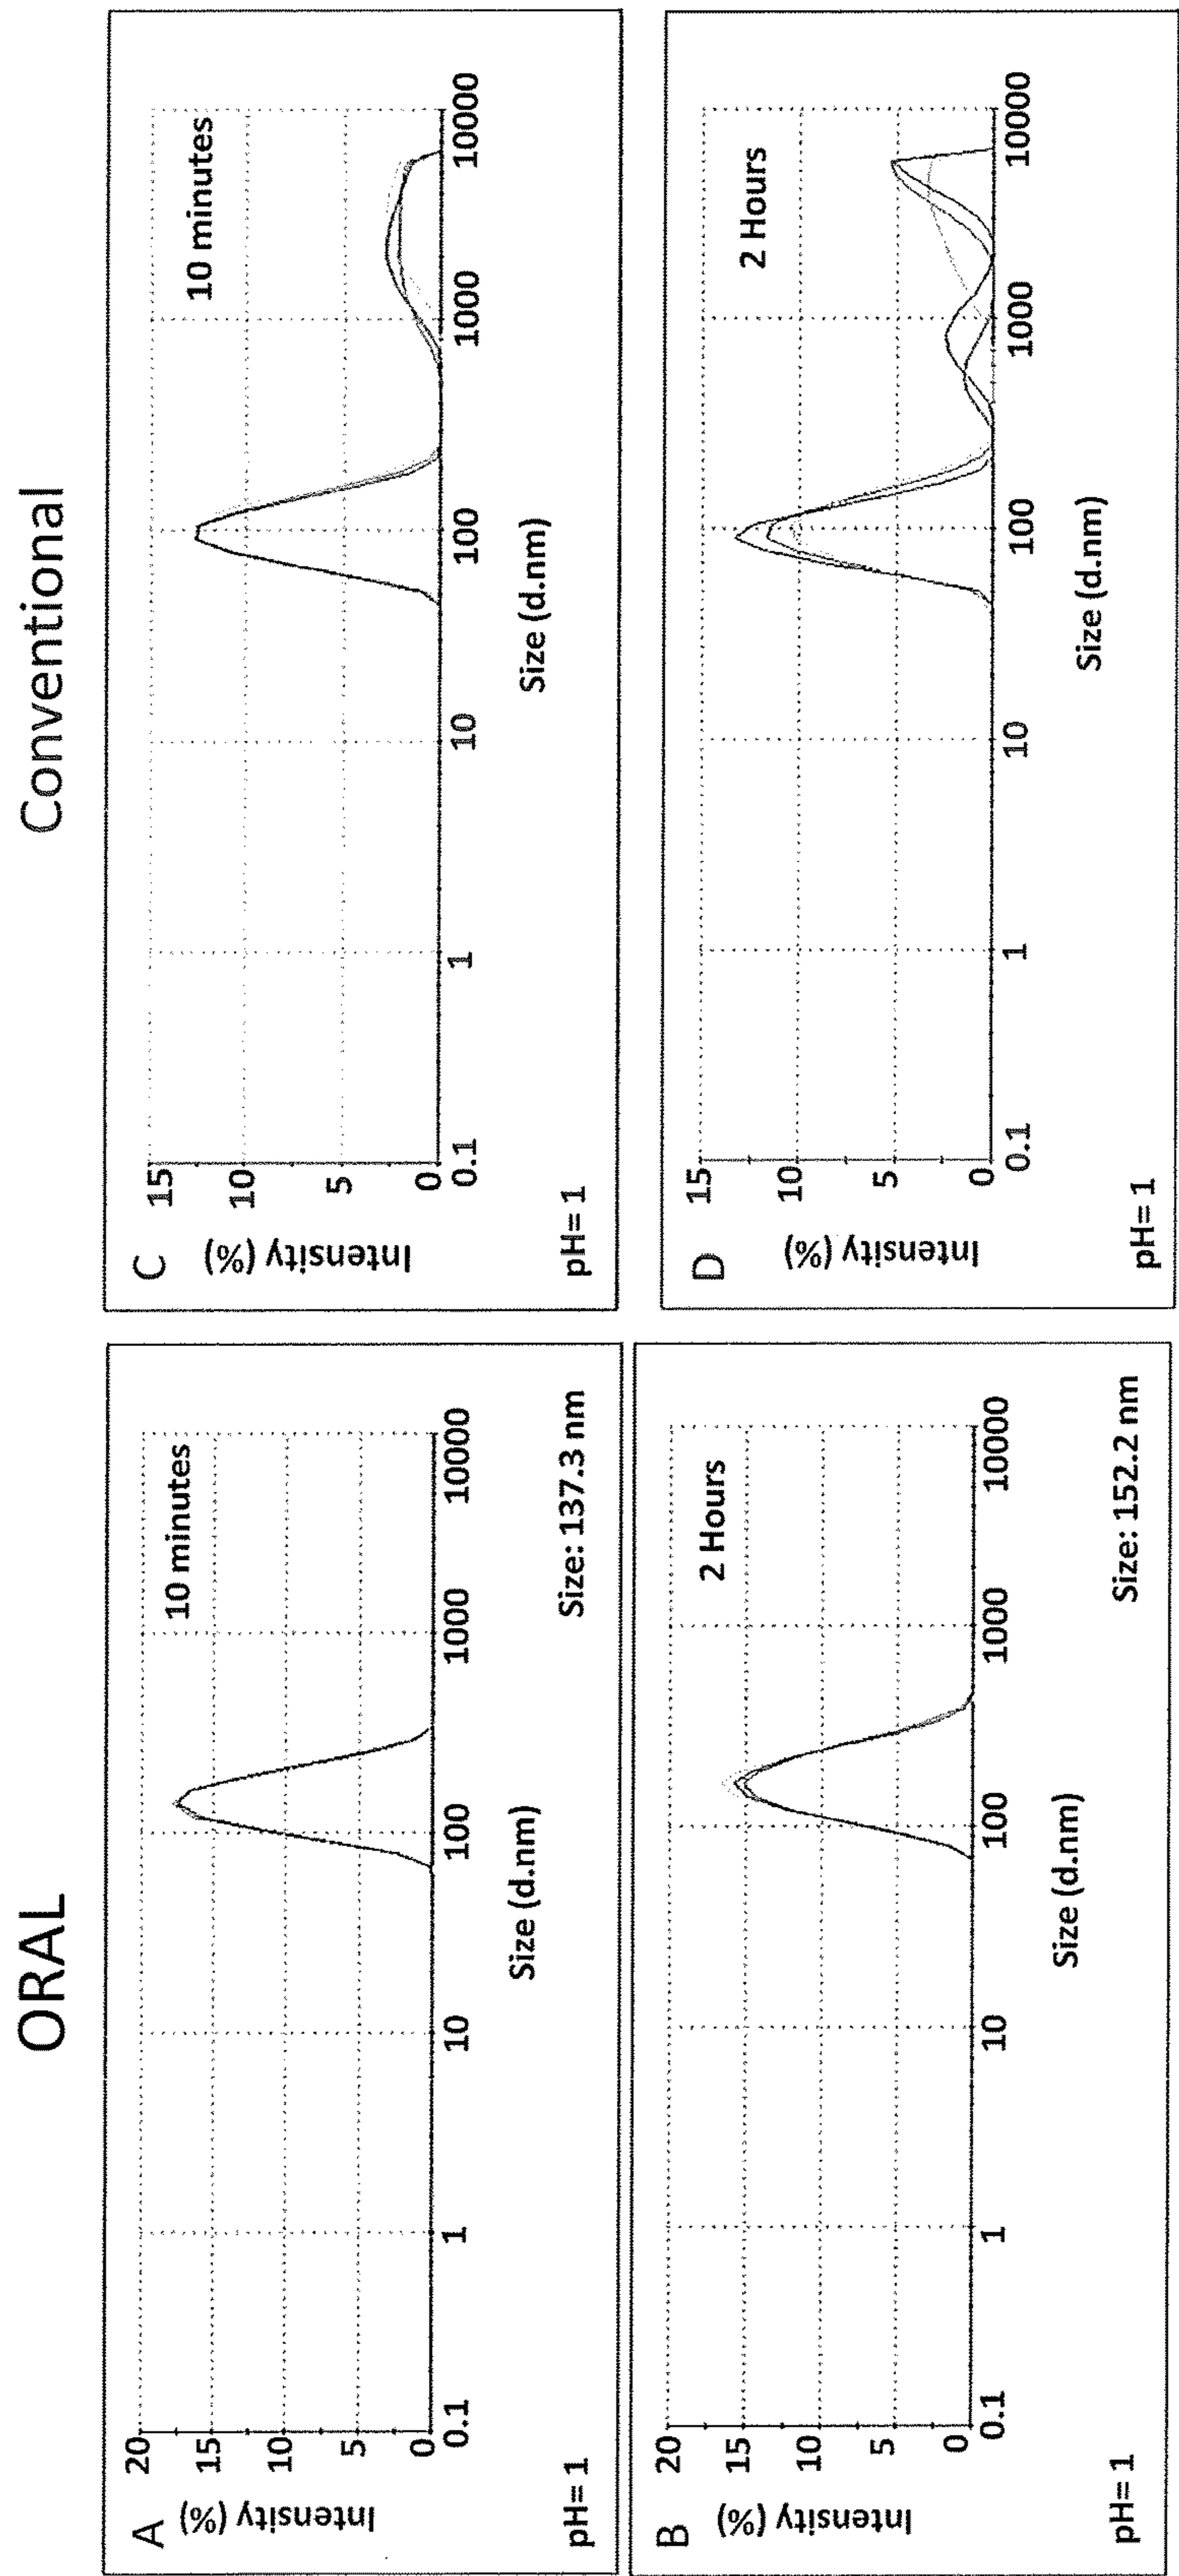 ORAL
Conventional
A
10 minutes
Intensity (%)
20
15
10
5
0
0.1
1
10
100
1000
10000
Size (d.nm)
pH= 1
Size: 137.3 nm
C
10 minutes
Intensity (%)
15
10
5
0
0.1
1
10
100
1000
10000
Size (d.nm)
pH= 1
B
2 Hours
Intensity (%)
20
15
10
5
0
0.1
1
10
100
1000
10000
Size (d.nm)
pH= 1
Size: 152.2 nm
D
2 Hours
Intensity (%)
15
10
5
0
0.1
1
10
100
1000
10000
Size (d.nm)
pH= 1